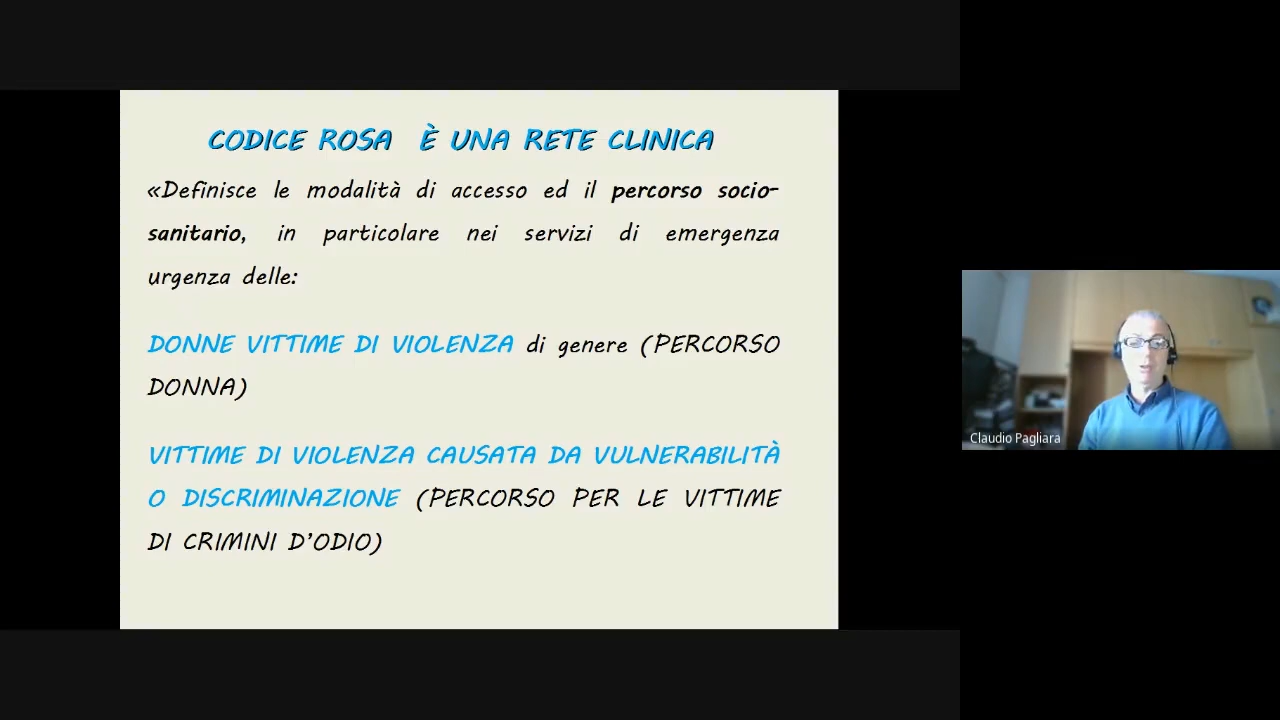 CODICE ROSA È UNA RETE CLINICA
«Definisce le modalità di accesso ed il percorso socio-
sanitario, in particolare nei servizi di emergenza
urgenza delle:
DONNE VITTIME DI VIOLENZA di genere (PERCORSO
DONNA)
VITTIME DI VIOLENZA CAUSATA DA VULNERABILITÀ
O DISCRIMINAZIONE (PERCORSO PER LE VITTIME
DI CRIMINI D'ODIO)
Claudio Pagliara